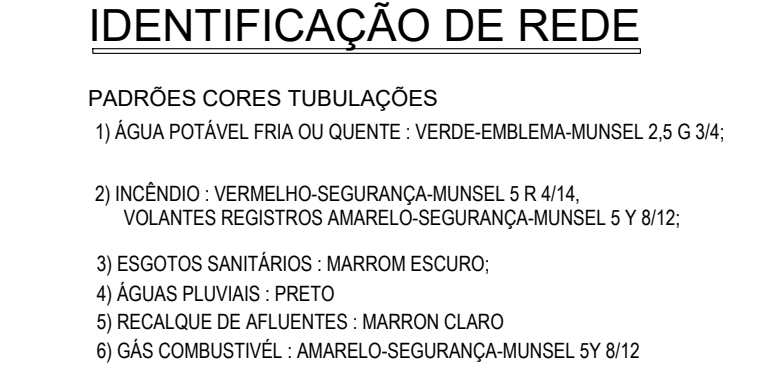 IDENTIFICAÇÃO DE REDE
PADRÕES CORES TUBULAÇÕES
1) ÁGUA POTÁVEL FRIA OU QUENTE : VERDE-EMBLEMA-MUNSEL 2,5 G 3/4;
2) INCÊNDIO : VERMELHO-SEGURANÇA-MUNSEL 5 R 4/14,
VOLANTES REGISTROS AMARELO-SEGURANÇA-MUNSEL 5 Y 8/12;
3) ESGOTOS SANITÁRIOS : MARROM ESCURO;
4) ÁGUAS PLUVIAIS : PRETO
5) RECALQUE DE AFLUENTES : MARRON CLARO
6) GÁS COMBUSTIVÉL : AMARELO-SEGURANÇA-MUNSEL 5Y 8/12